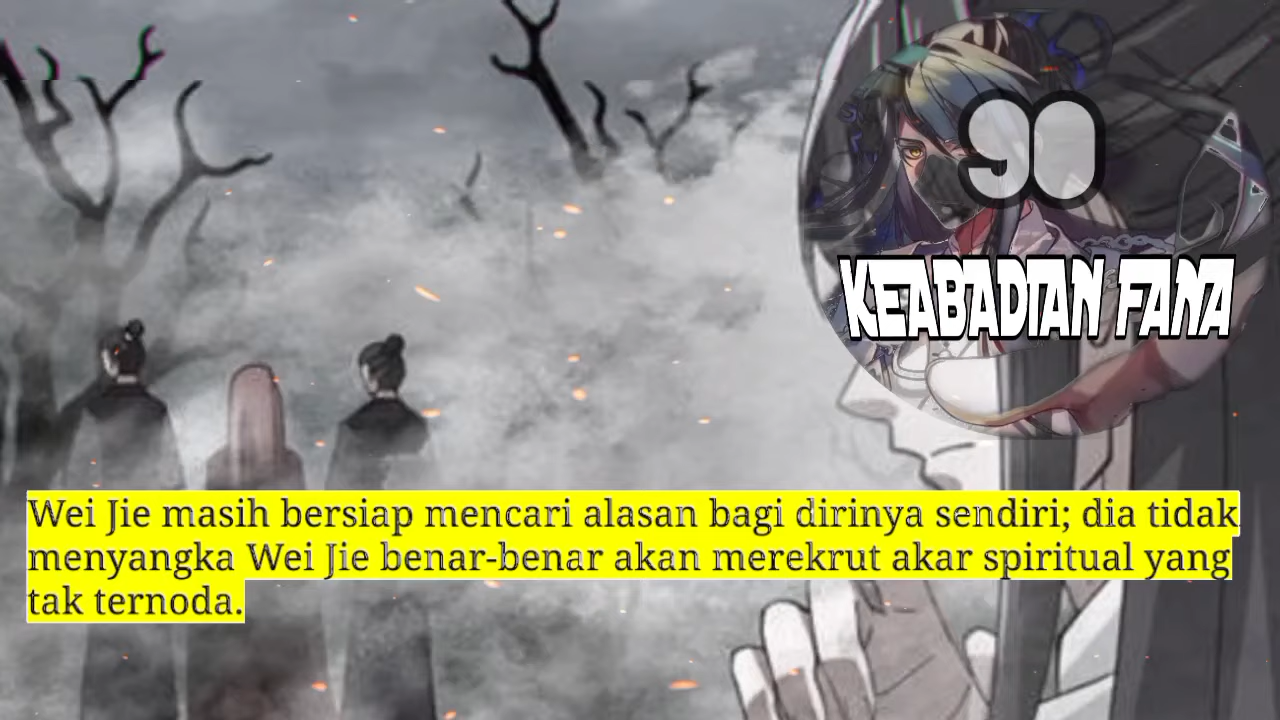 90
KEABADIAN FANA
Wei Jie masih bersiap mencari alasan bagi dirinya sendiri; dia tidak
menyangka Wei Jie benar-benar akan merekrut akar spiritual yang
tak ternoda.